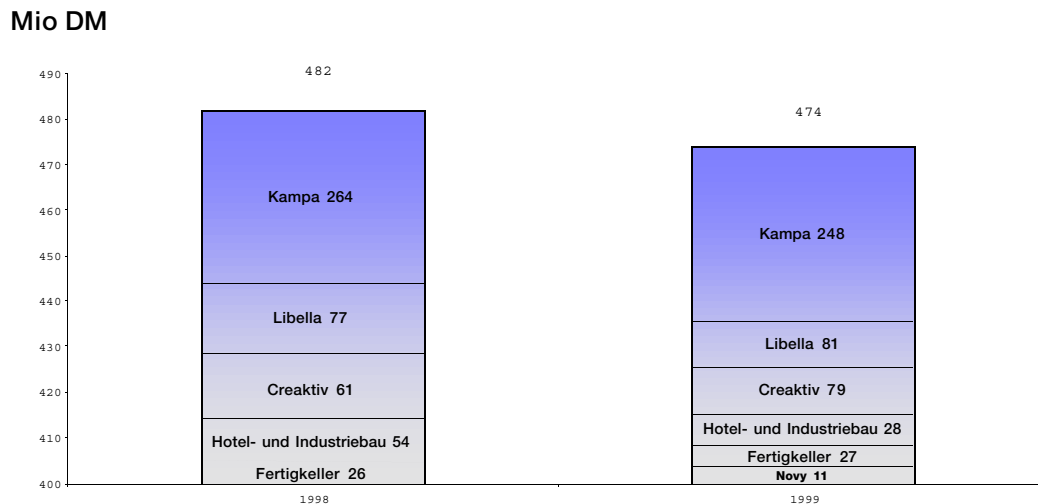 Mio DM
490
480
470
460
450
440
430
420
410
400
482
Kampa 264
Libella 77
Creaktiv 61
Hotel- und Industriebau 54
Fertigkeller 26
1998
474
Kampa 248
Libella 81
Creaktiv 79
Hotel- und Industriebau 28
Fertigkeller 27
Novy 11
1999